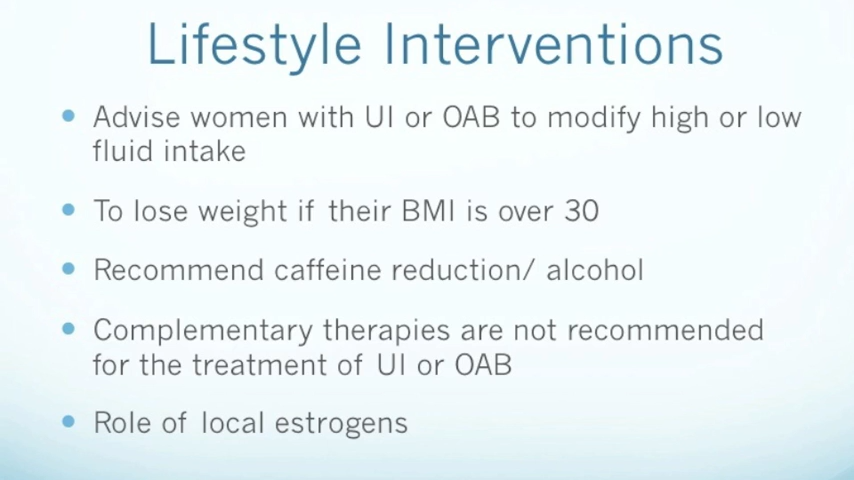 Lifestyle Interventions
• Advise women with UI or OAB to modify high or low
fluid intake
• To lose weight if their BMI is over 30
• Recommend caffeine reduction/ alcohol
• Complementary therapies are not recommended
for the treatment of UI or OAB
• Role of local estrogens